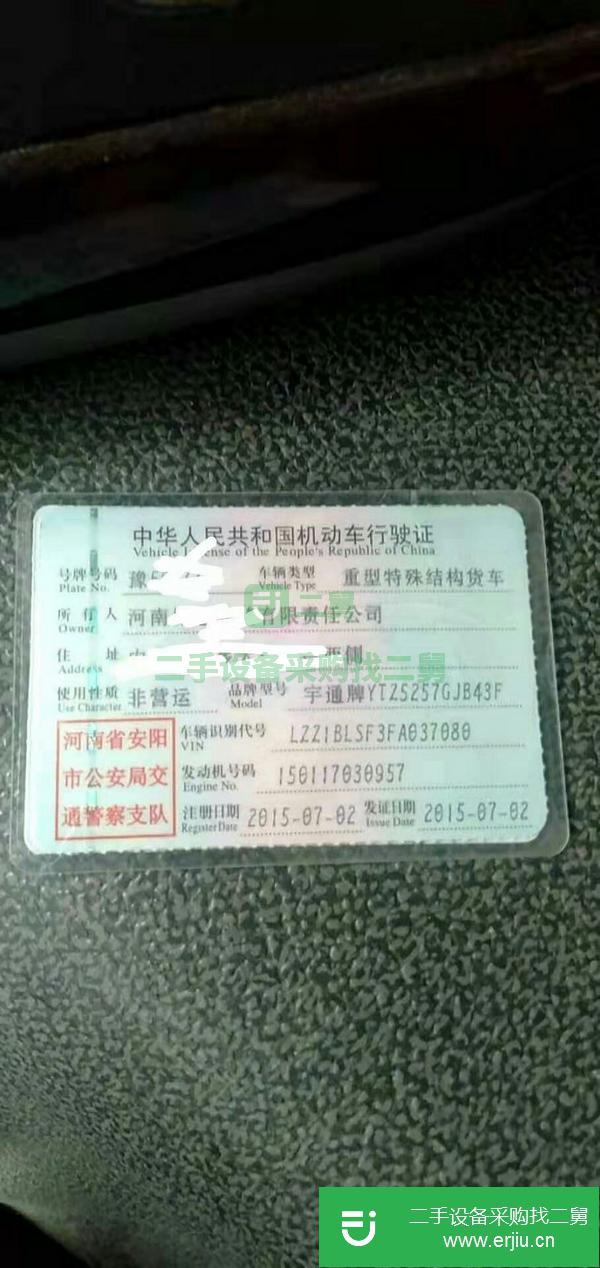 中华人民共和国机动车行驶证
Vehicle License of the People's Republic of China
号牌号码 豫 车辆类型 重型特殊结构货车
Plate No. Vehicle Type
所有人 河南 有限责任公司
Owner
住址 西侧
Address
二手设备采购找二舅
二舅
使用性质 非营运 品牌型号 宇通牌YTZ5257GJB43F
Use Character Model
河南省安阳 车辆识别代号 LZZ1BLSF3FA037080
VIN
市公安局交 发动机号码 150117030957
Engine No.
通警察支队 注册日期 2015-07-02 发证日期 2015-07-02
Register Date Issue Date
二手设备采购找二舅
www.erjiu.cn